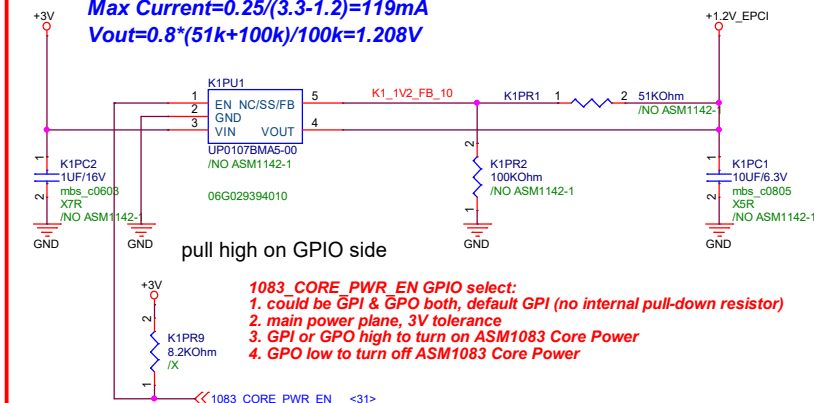 Max Current=0.25/(3.3-1.2)=119mA
Vout=0.8*(51k+100k)/100k=1.208V
+3V
+1.2V_EPCI
K1PU1
1
EN
NC/SS/FB
5
2
GND
3
VIN
VOUT
4
UP0107BMA5-00
/NO ASM1142-1
06G029394010
K1_1V2_FB_10
K1PR1
1
2
51KOhm
/NO ASM1142-1
1
K1PC2
1UF/16V
2
mbs_c0603
X7R
/NO ASM1142-1
GND
GND
2
K1PR2
100KOhm
/NO ASM1142-1
1
GND
1
K1PC1
10UF/6.3V
2
mbs_c0805
X5R
/NO ASM1142-1
GND
pull high on GPIO side
+3V
2
K1PR9
8.2KOhm
/X
1
1083_CORE_PWR_EN GPIO select:
1. could be GPI & GPO both, default GPI (no internal pull-down resistor)
2. main power plane, 3V tolerance
3. GPI or GPO high to turn on ASM1083 Core Power
4. GPO low to turn off ASM1083 Core Power
1083_CORE_PWR_EN <31>